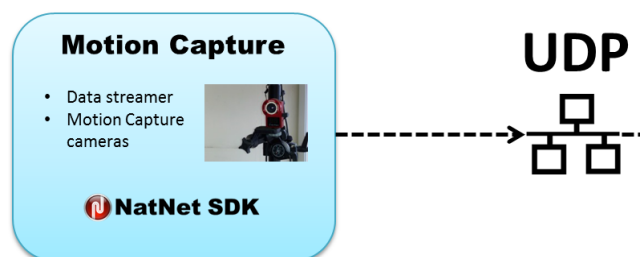 Motion Capture
• Data streamer
• Motion Capture
cameras
NatNet SDK
UDP